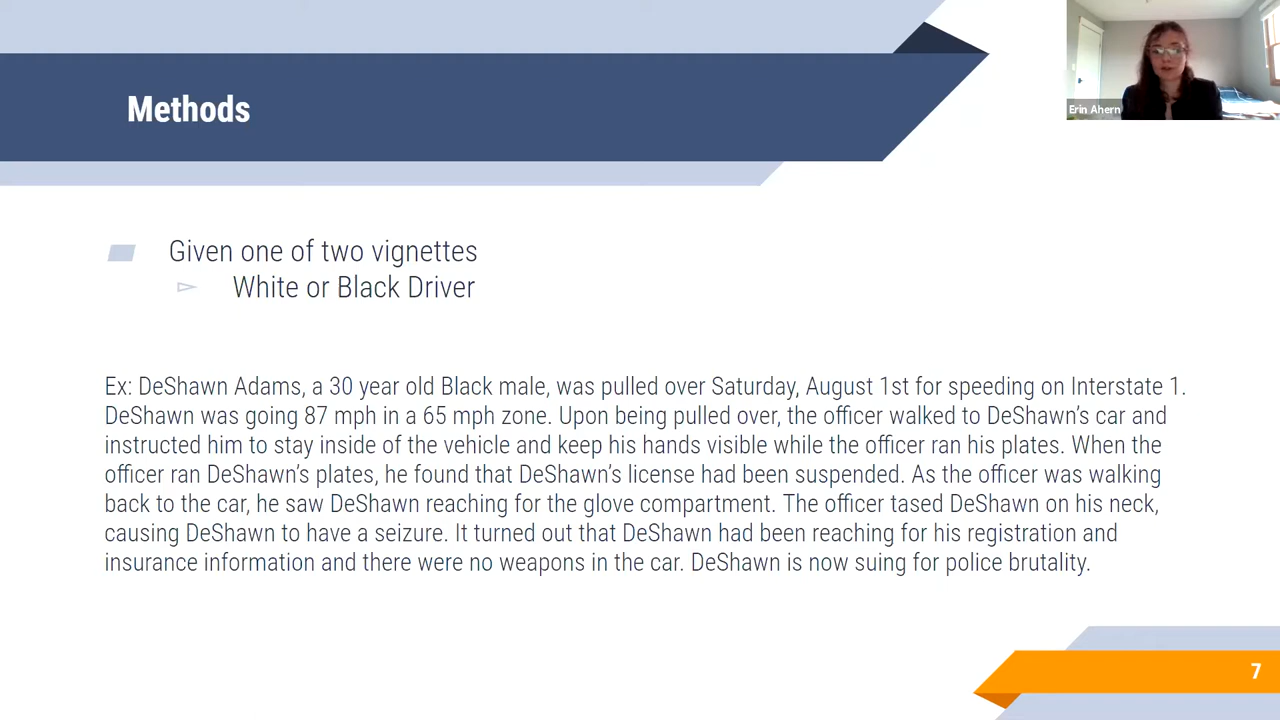 Methods
Erin Ahern
Given one of two vignettes
White or Black Driver
Ex: DeShawn Adams, a 30 year old Black male, was pulled over Saturday, August 1st for speeding on Interstate 1.
DeShawn was going 87 mph in a 65 mph zone. Upon being pulled over, the officer walked to DeShawn's car and
instructed him to stay inside of the vehicle and keep his hands visible while the officer ran his plates. When the
officer ran DeShawn's plates, he found that DeShawn's license had been suspended. As the officer was walking
back to the car, he saw DeShawn reaching for the glove compartment. The officer tased DeShawn on his neck,
causing DeShawn to have a seizure. It turned out that DeShawn had been reaching for his registration and
insurance information and there were no weapons in the car. DeShawn is now suing for police brutality.
7